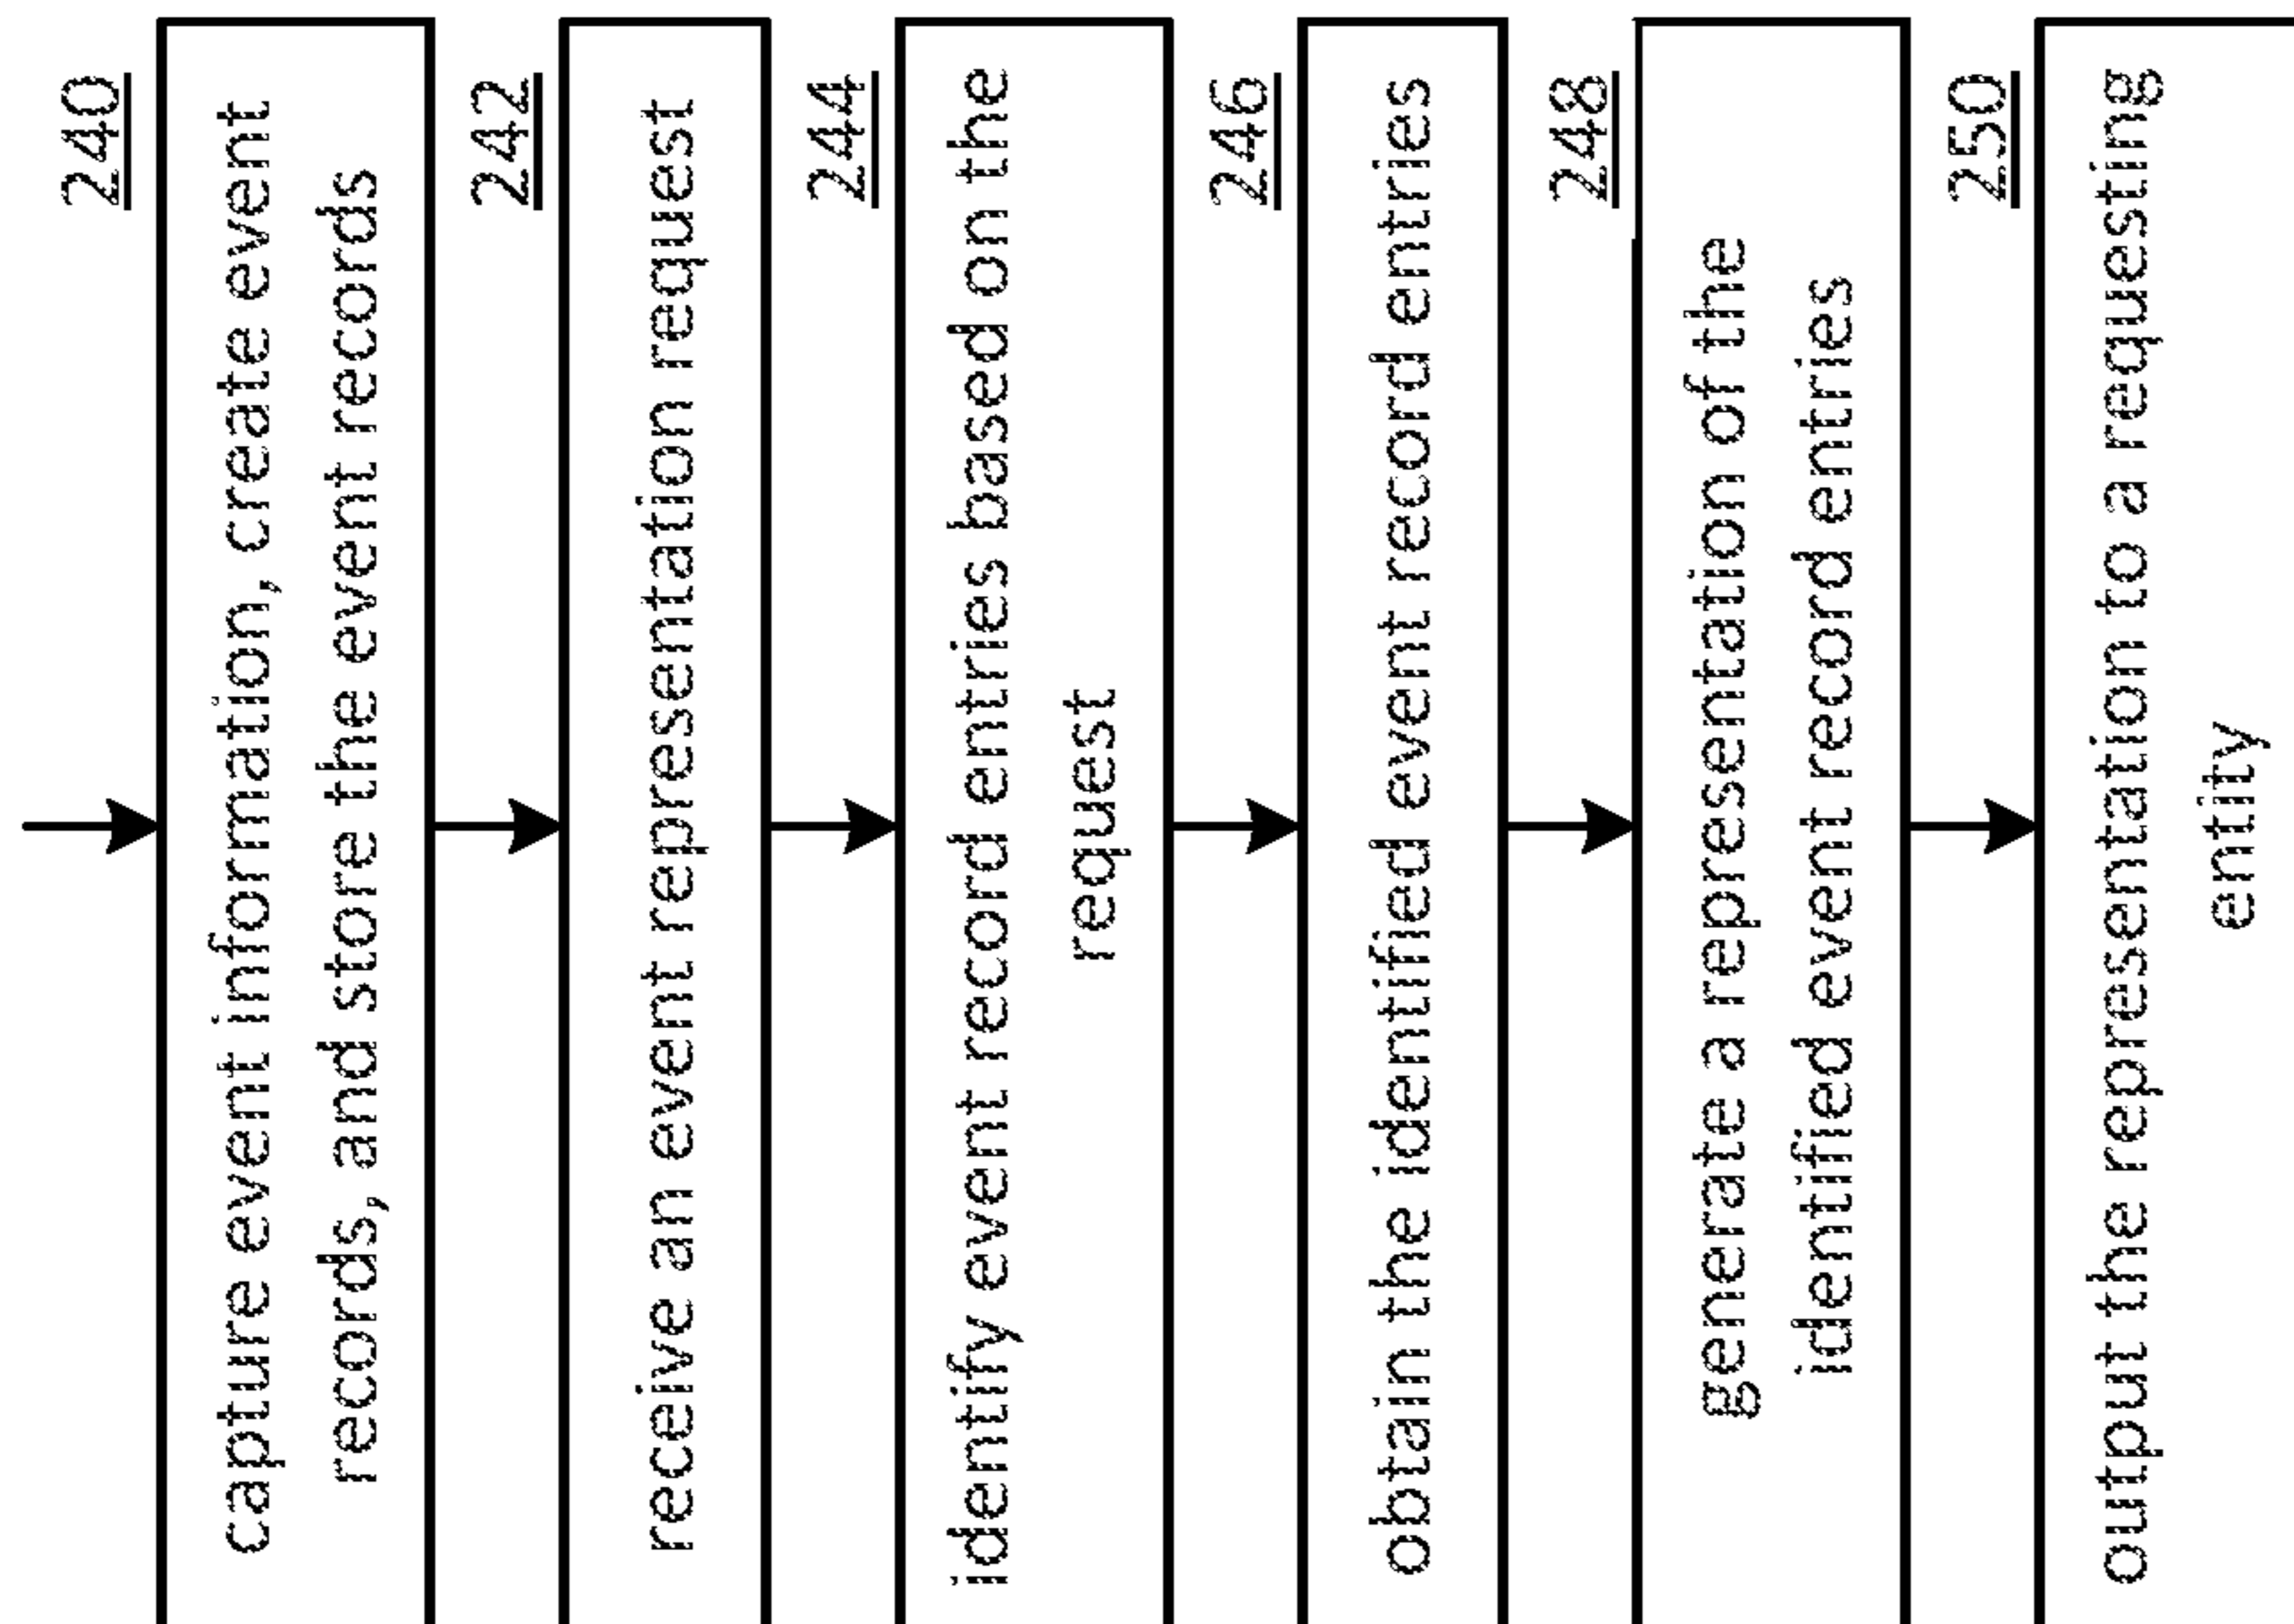 240
capture event information, create event
records, and store the event records
242
receive an event representation request
244
identify event record entries based on the
request
246
obtain the identified event record entries
248
generate a representation of the
identified event record entries
250
output the representation to a requesting
entity